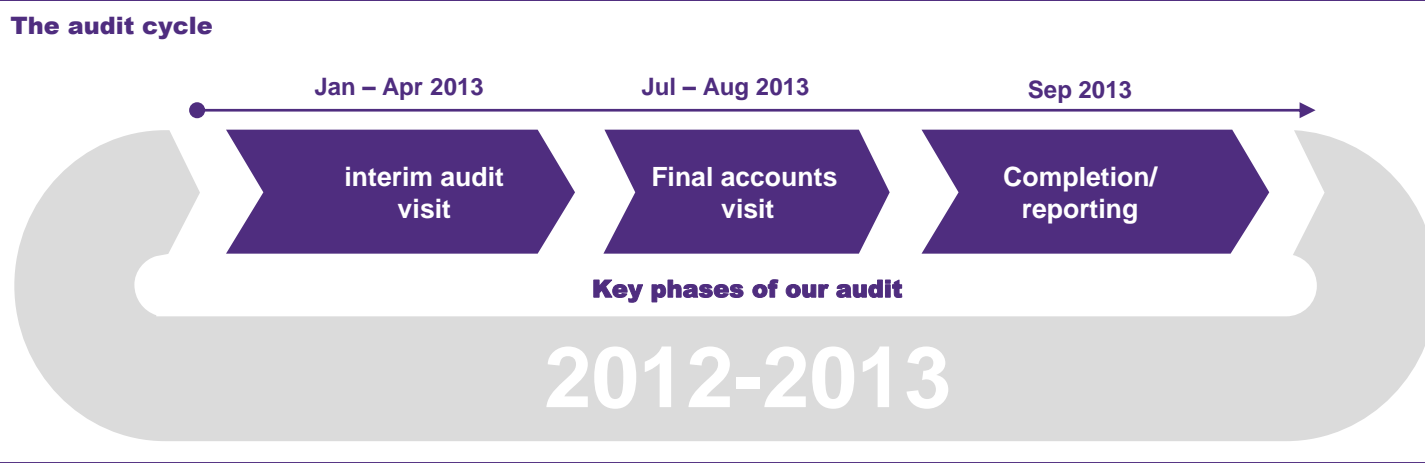 The audit cycle
Jan – Apr 2013
Jul – Aug 2013
Sep 2013
interim audit
visit
Final accounts
visit
Completion/
reporting
Key phases of our audit
2012-2013